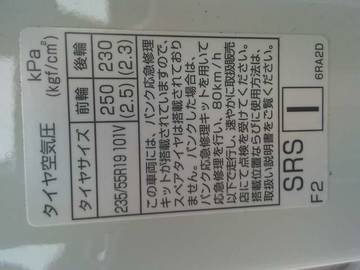 タイヤ空気圧 kPa (kgf/cm²)
タイヤサイズ 前輪 後輪
235/55R19 101V 250 (2.5) 230 (2.3)
この車両には、パンク応急修理
キットが搭載されていますので、
スペアタイヤは搭載されており
ません。パンクした場合は、
パンク応急修理キットを用いて
応急修理を行い、80km/h
以下で走行し、速やかに取扱販売
店にて点検を受けてください。
搭載位置ならびに使用方法は、
取扱説明書をご覧ください。
SRS I
F2 6RA2D